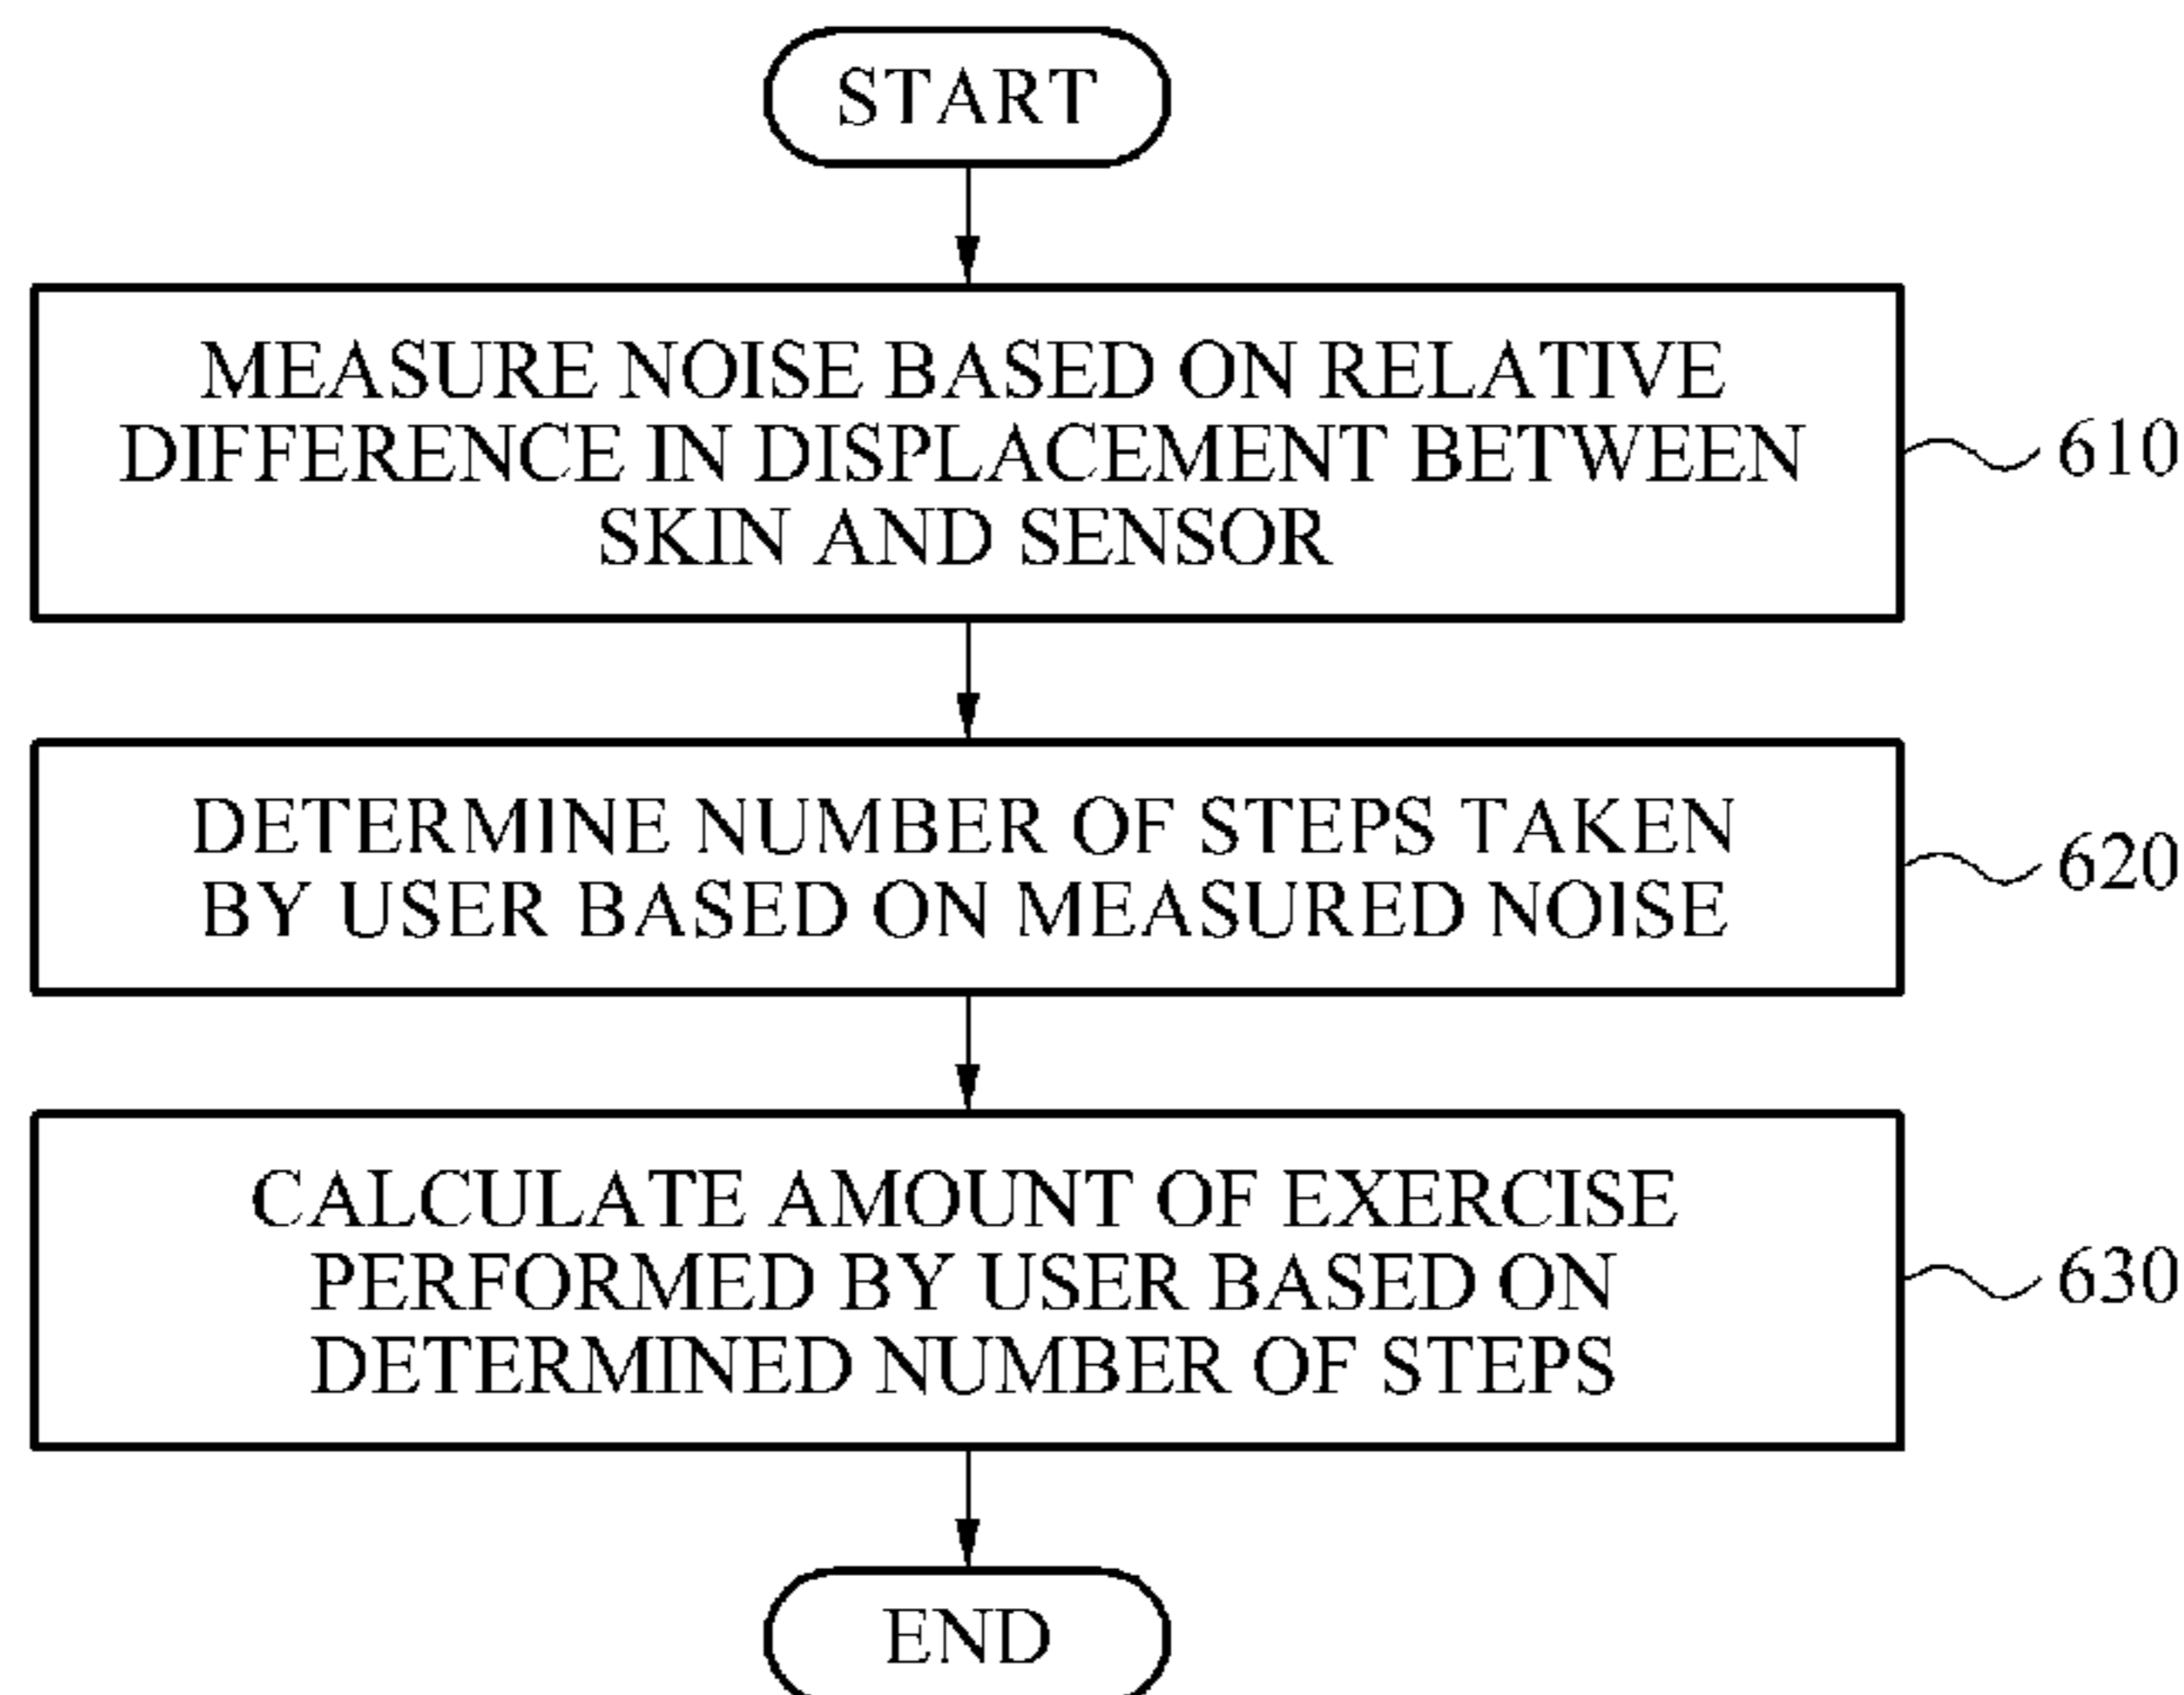 START
MEASURE NOISE BASED ON RELATIVE
DIFFERENCE IN DISPLACEMENT BETWEEN
SKIN AND SENSOR
610
DETERMINE NUMBER OF STEPS TAKEN
BY USER BASED ON MEASURED NOISE
620
CALCULATE AMOUNT OF EXERCISE
PERFORMED BY USER BASED ON
DETERMINED NUMBER OF STEPS
630
END